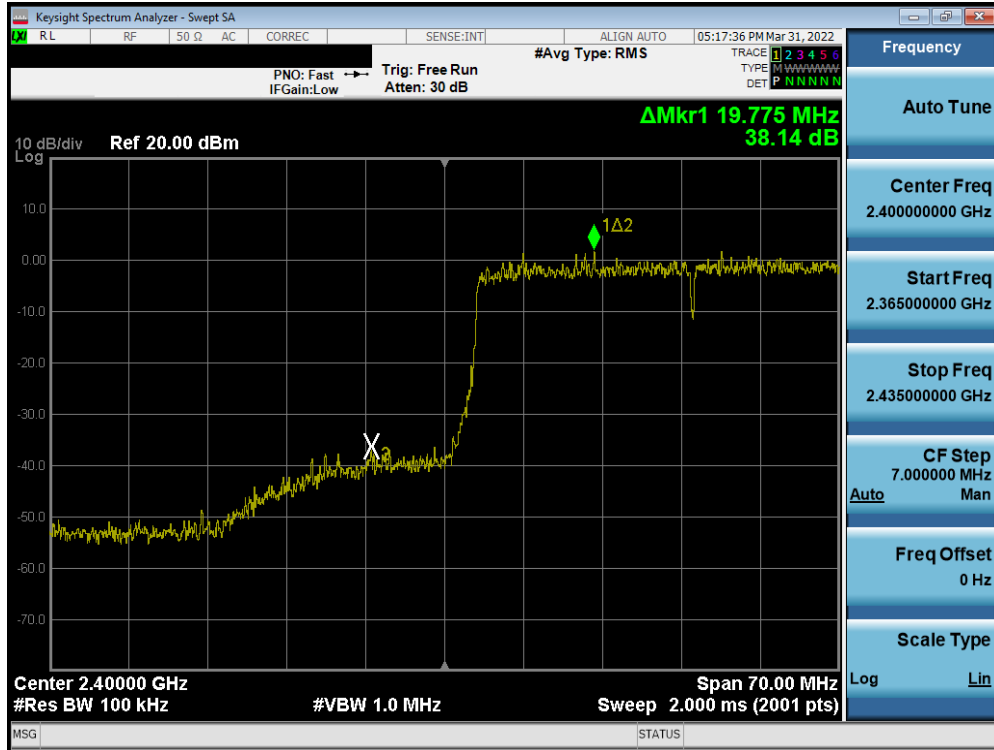 Keysight Spectrum Analyzer - Swept SA
LXI RL RF 50 Ω AC CORREC SENSE:INT ALIGN AUTO 05:17:36 PM Mar 31, 2022
#Avg Type: RMS
TRACE 1 2 3 4 5 6
TYPE M W W W W W
DET P N N N N N
PNO: Fast
IFGain:Low
Trig: Free Run
Atten: 30 dB
ΔMkr1 19.775 MHz
38.14 dB
10 dB/div
Log
Ref 20.00 dBm
10.0
0.00
-10.0
-20.0
-30.0
-40.0
-50.0
-60.0
-70.0
1Δ2
X
Center 2.40000 GHz
#Res BW 100 kHz
#VBW 1.0 MHz
Span 70.00 MHz
Sweep 2.000 ms (2001 pts)
MSG
STATUS
Frequency
Auto Tune
Center Freq
2.400000000 GHz
Start Freq
2.365000000 GHz
Stop Freq
2.435000000 GHz
CF Step
7.000000 MHz
Auto Man
Freq Offset
0 Hz
Scale Type
Log Lin